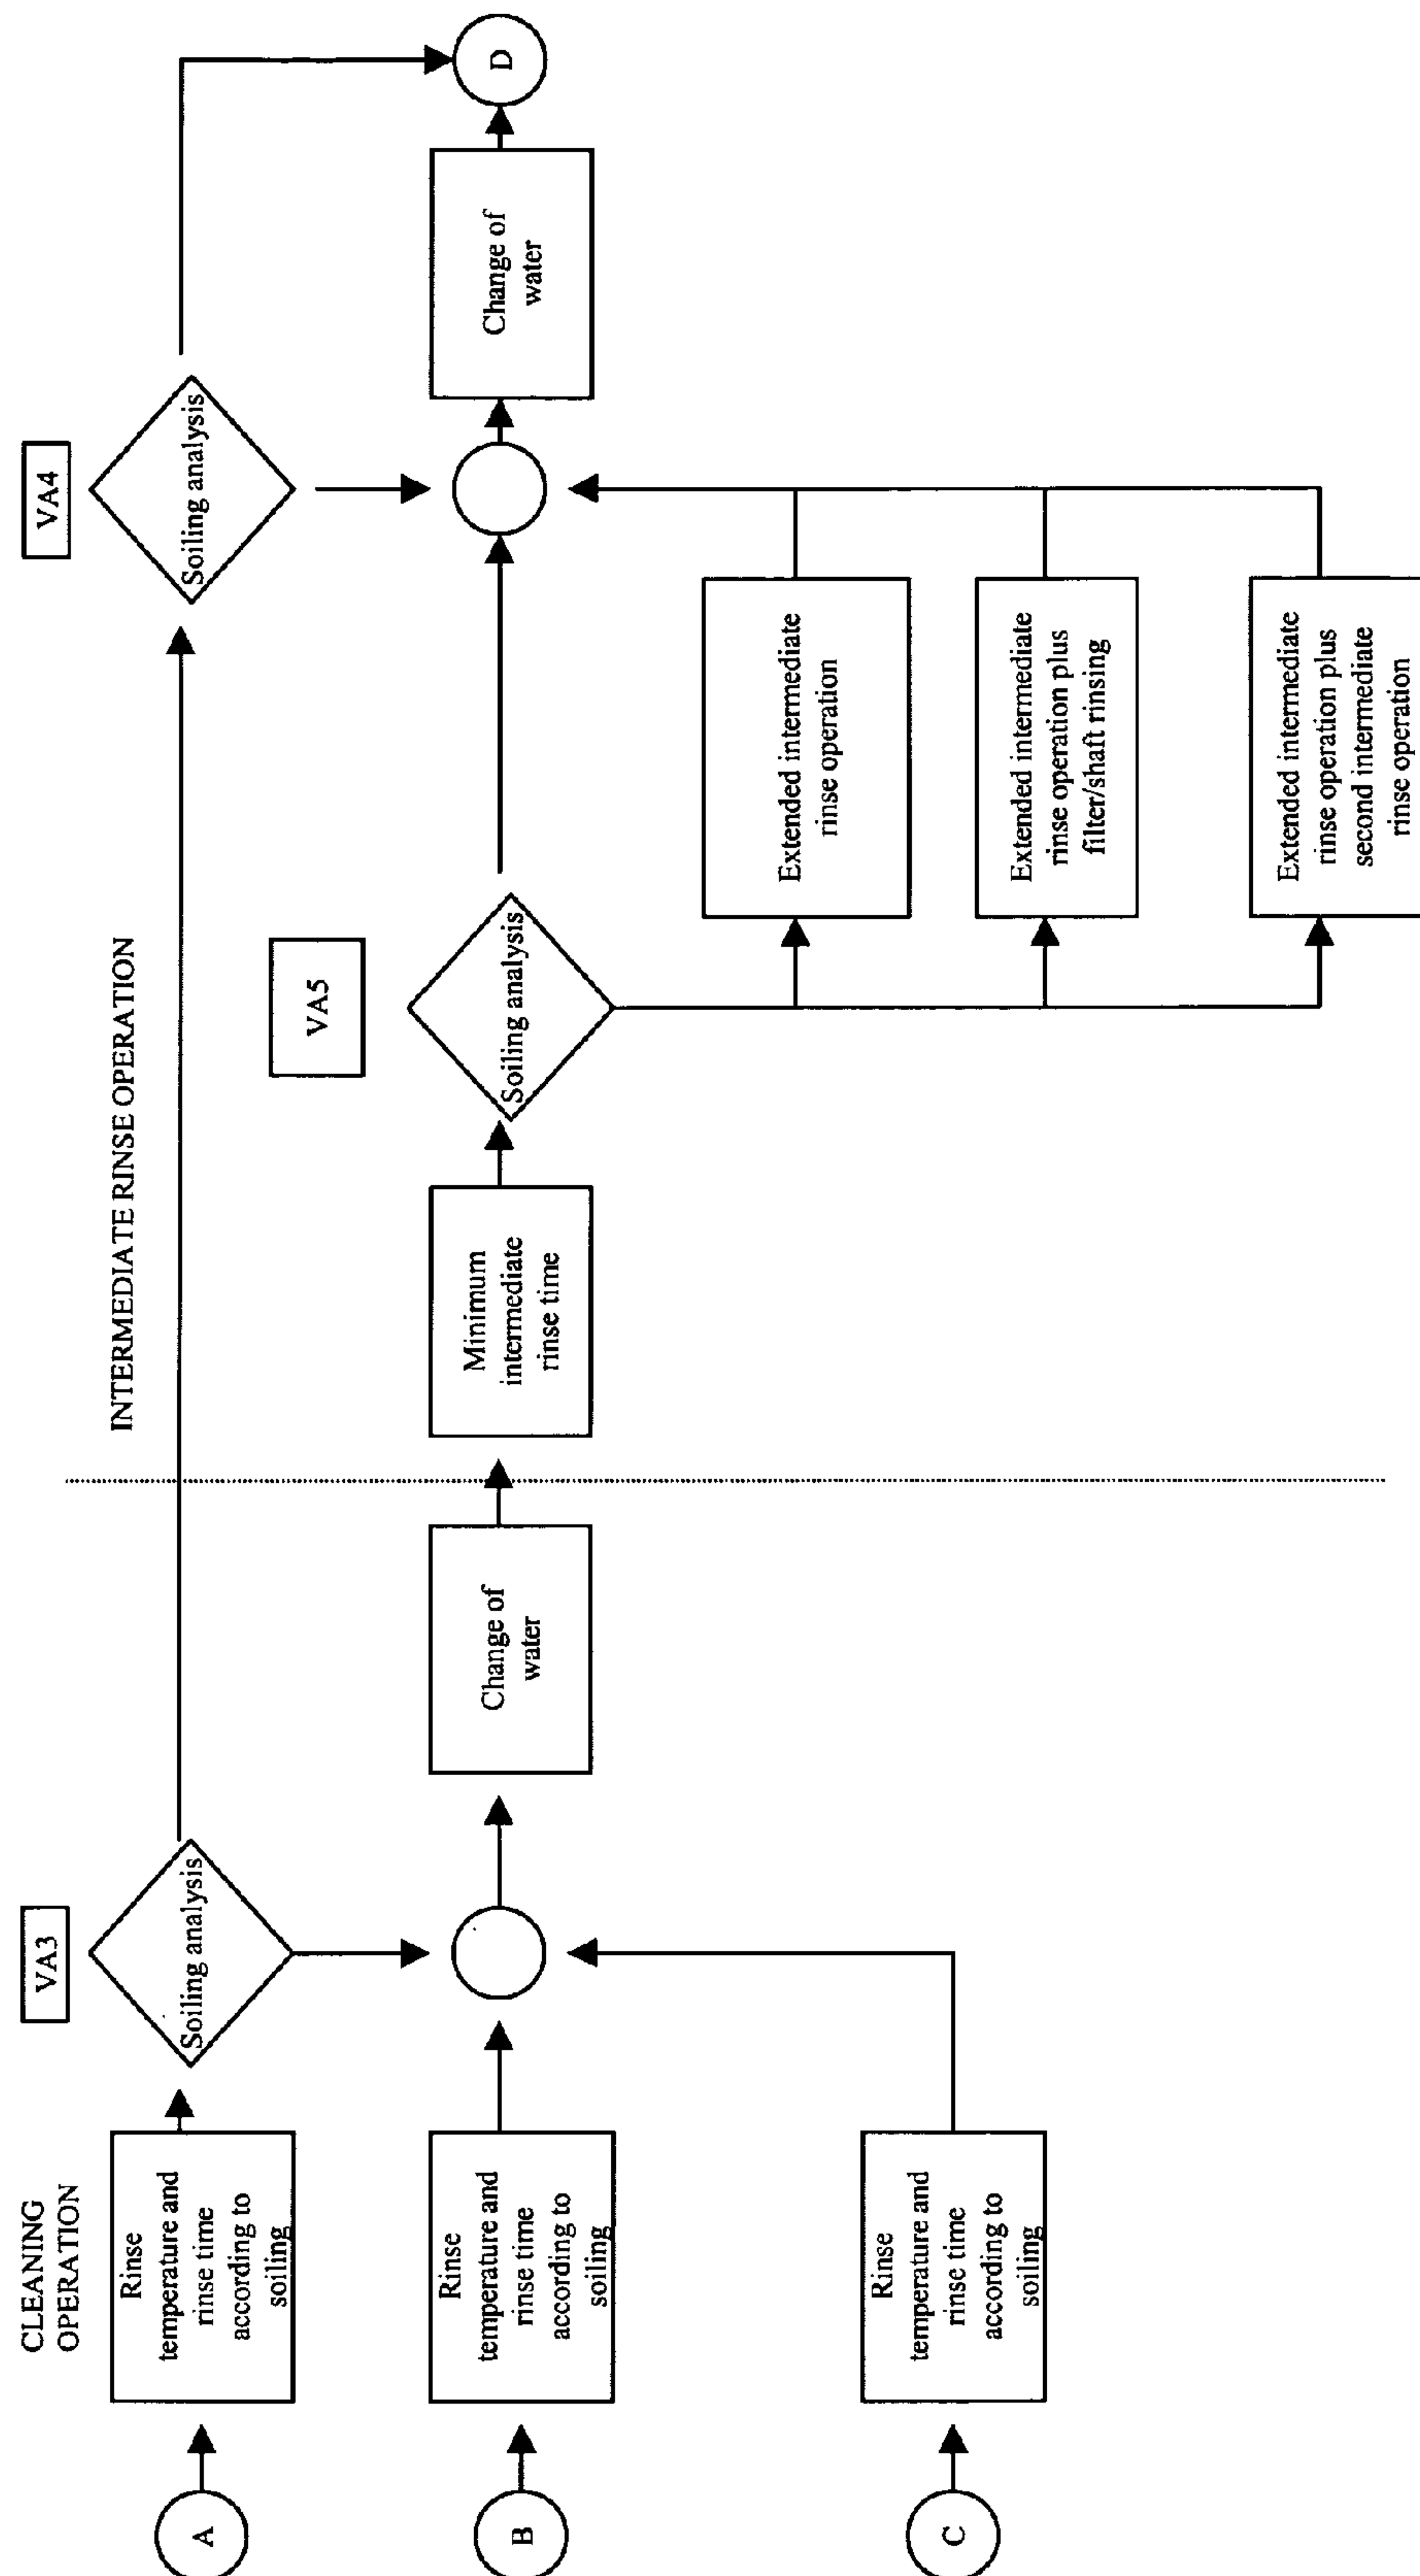 CLEANING
OPERATION
INTERMEDIATE RINSE OPERATION
VA3
VA4
A
Rinse
temperature and
rinse time
according to
soiling
Soiling analysis
Soiling analysis
VA5
B
Rinse
temperature and
rinse time
according to
soiling
Change of
water
Minimum
intermediate
rinse time
Soiling analysis
Change of
water
D
Extended intermediate
rinse operation
C
Rinse
temperature and
rinse time
according to
soiling
Extended intermediate
rinse operation plus
filter/shaft rinsing
Extended intermediate
rinse operation plus
second intermediate
rinse operation